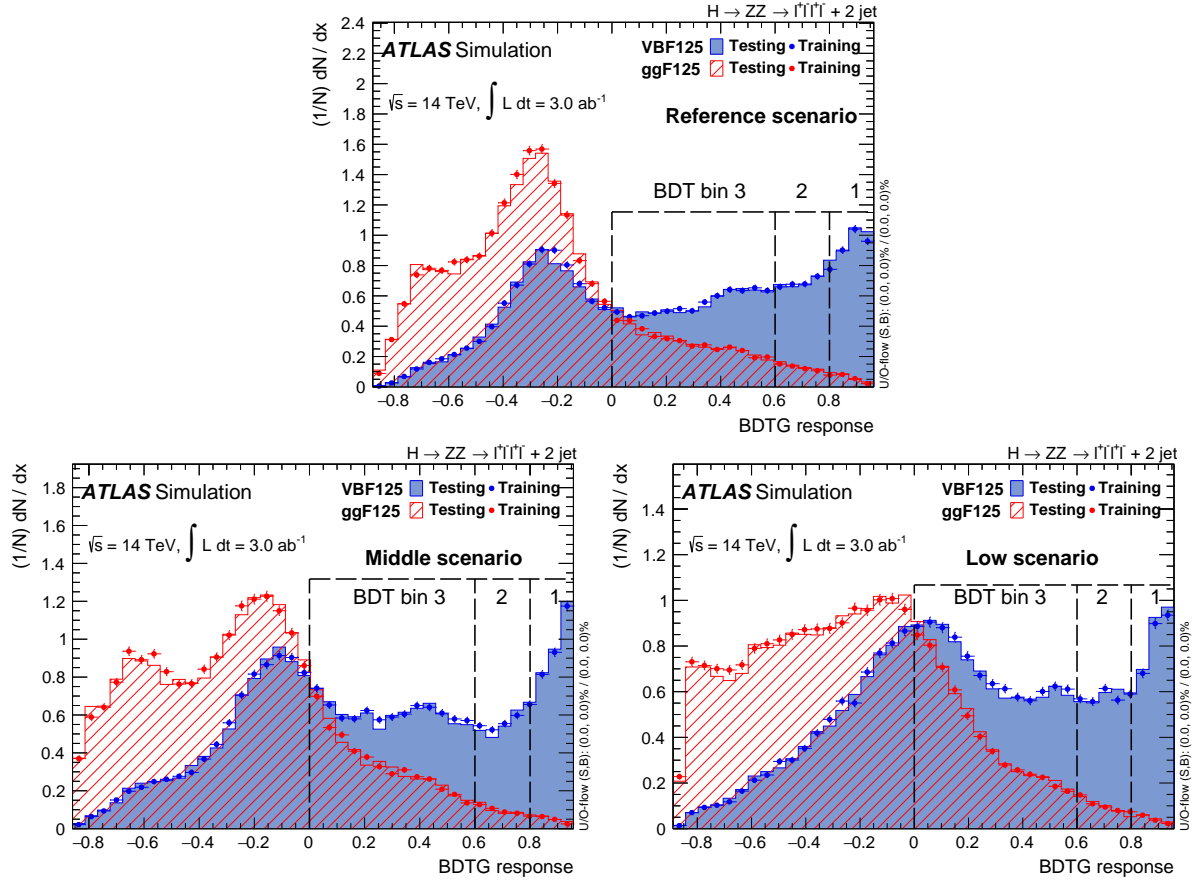 H → ZZ → l⁺l⁻l⁺l⁻ + 2 jet
(1/N) dN / dx
2.4
2.2
2
1.8
1.6
1.4
1.2
1
0.8
0.6
0.4
0.2
0
ATLAS Simulation
VBF125 Testing Training
ggF125 Testing Training
√s = 14 TeV, ∫ L dt = 3.0 ab⁻¹
Reference scenario
BDT bin 3 2 1
U/O-flow (S,B): (0.0, 0.0)% / (0.0, 0.0)%
−0.8 −0.6 −0.4 −0.2 0 0.2 0.4 0.6 0.8
BDTG response
H → ZZ → l⁺l⁻l⁺l⁻ + 2 jet
(1/N) dN / dx
1.8
1.6
1.4
1.2
1
0.8
0.6
0.4
0.2
0
ATLAS Simulation
VBF125 Testing Training
ggF125 Testing Training
√s = 14 TeV, ∫ L dt = 3.0 ab⁻¹
Middle scenario
BDT bin 3 2 1
U/O-flow (S,B): (0.0, 0.0)% / (0.0, 0.0)%
−0.8 −0.6 −0.4 −0.2 0 0.2 0.4 0.6 0.8
BDTG response
H → ZZ → l⁺l⁻l⁺l⁻ + 2 jet
(1/N) dN / dx
1.4
1.2
1
0.8
0.6
0.4
0.2
0
ATLAS Simulation
VBF125 Testing Training
ggF125 Testing Training
√s = 14 TeV, ∫ L dt = 3.0 ab⁻¹
Low scenario
BDT bin 3 2 1
U/O-flow (S,B): (0.0, 0.0)% / (0.0, 0.0)%
−0.8 −0.6 −0.4 −0.2 0 0.2 0.4 0.6 0.8
BDTG response